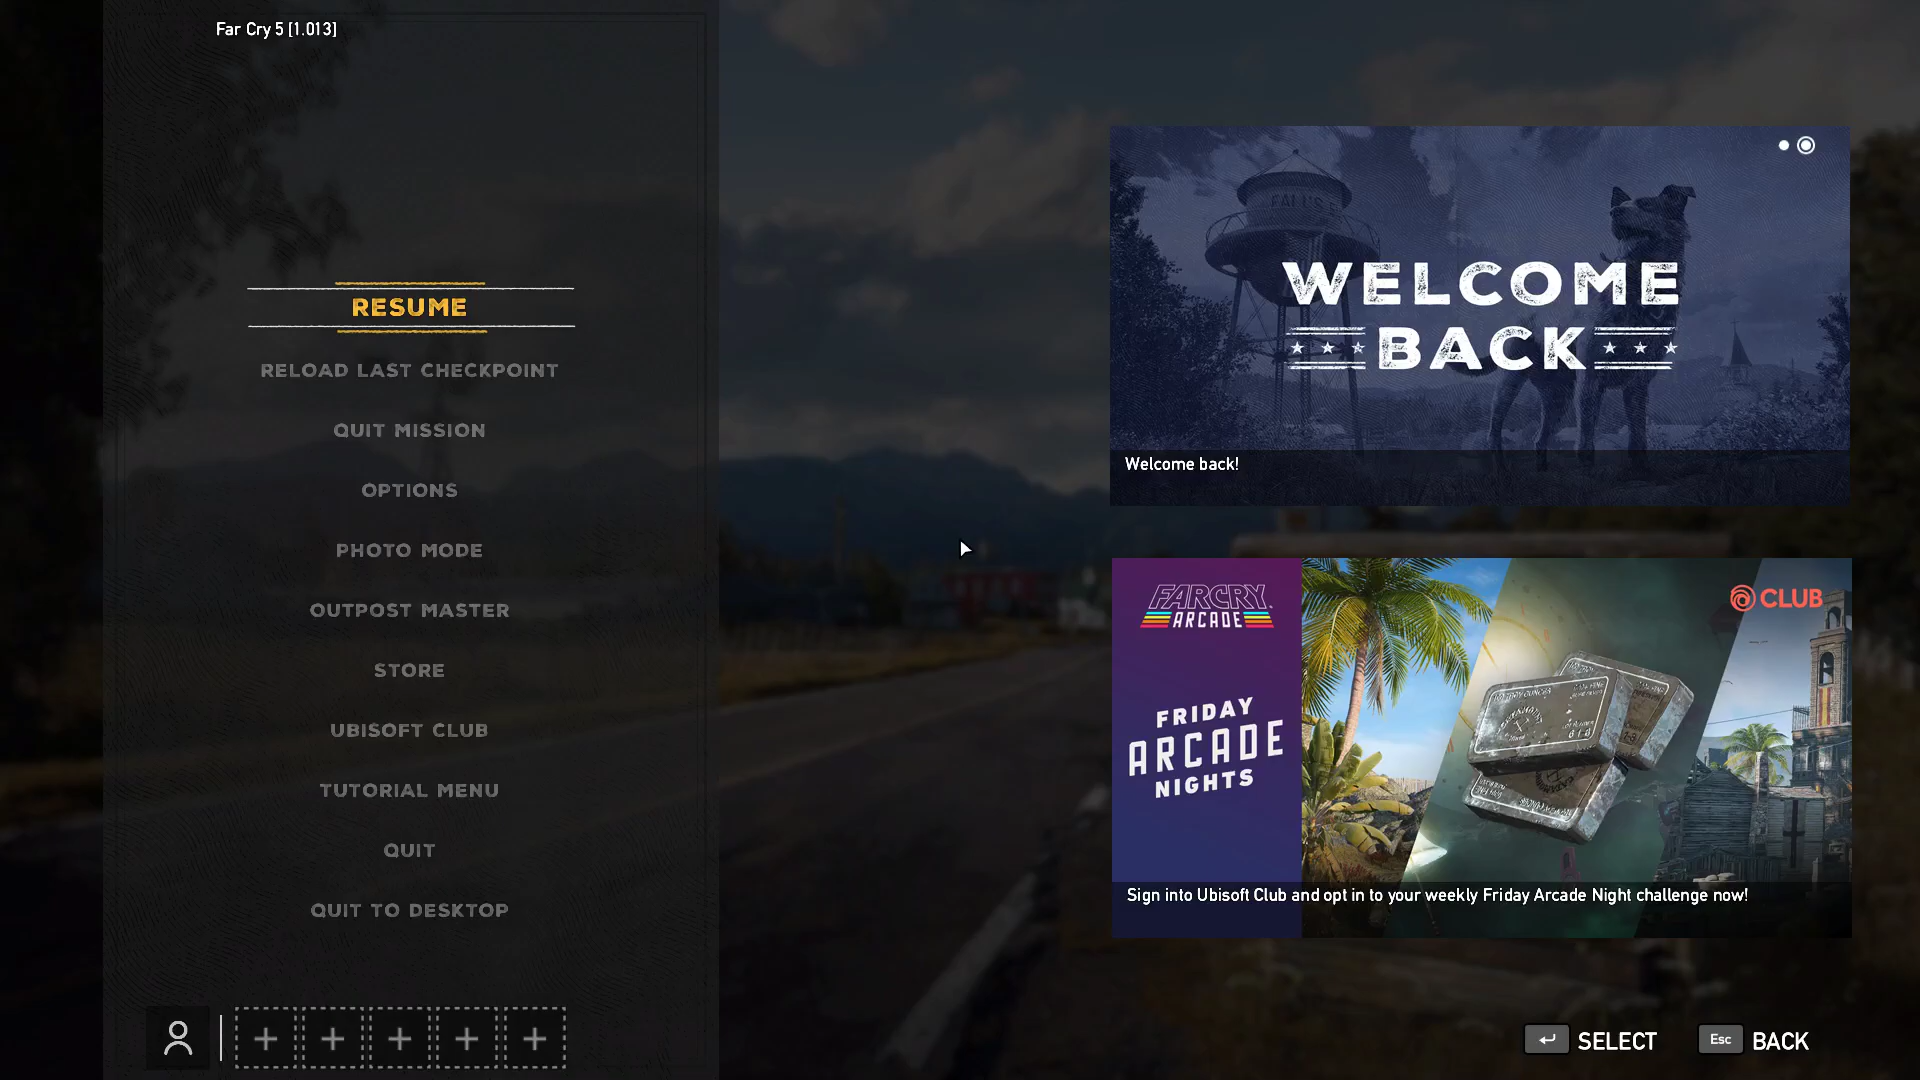 Far Cry 5 [1.013]
RESUME
RELOAD LAST CHECKPOINT
QUIT MISSION
OPTIONS
PHOTO MODE
OUTPOST MASTER
STORE
UBISOFT CLUB
TUTORIAL MENU
QUIT
QUIT TO DESKTOP
WELCOME
BACK
Welcome back!
FARCRY
ARCADE
CLUB
FRIDAY
ARCADE
NIGHTS
Sign into Ubisoft Club and opt in to your weekly Friday Arcade Night challenge now!
SELECT
Esc BACK